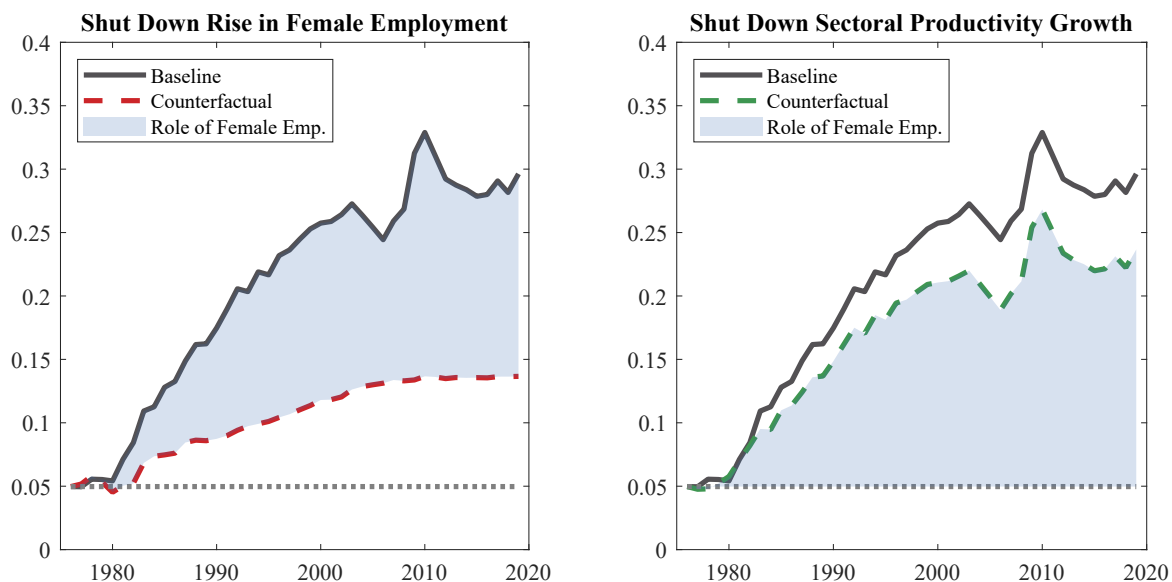 Shut Down Rise in Female Employment
0.4
0.35
0.3
0.25
0.2
0.15
0.1
0.05
0
Baseline
Counterfactual
Role of Female Emp.
1980 1990 2000 2010 2020
Shut Down Sectoral Productivity Growth
0.4
0.35
0.3
0.25
0.2
0.15
0.1
0.05
0
Baseline
Counterfactual
Role of Female Emp.
1980 1990 2000 2010 2020